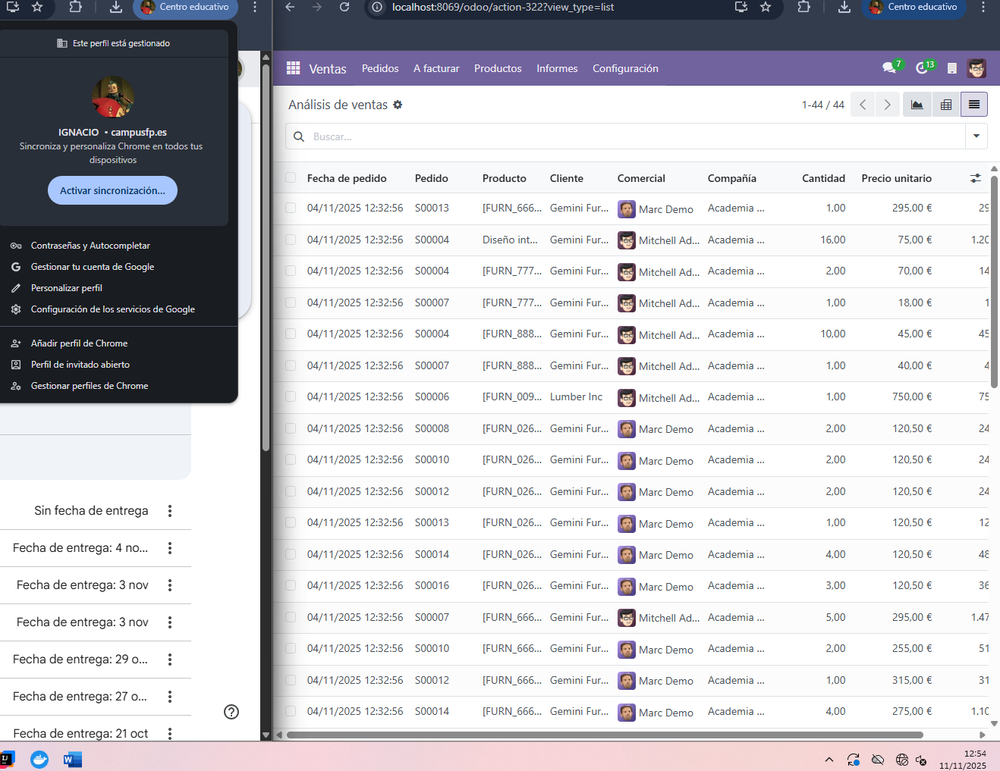 Centro educativo
Este perfil está gestionado
IGNACIO • campusfp.es
Sincroniza y personaliza Chrome en todos tus
dispositivos
Activar sincronización...
Contraseñas y Autocompletar
Gestionar tu cuenta de Google
Personalizar perfil
Configuración de los servicios de Google
Añadir perfil de Chrome
Perfil de invitado abierto
Gestionar perfiles de Chrome
Sin fecha de entrega
Fecha de entrega: 4 no...
Fecha de entrega: 3 nov
Fecha de entrega: 3 nov
Fecha de entrega: 29 o...
Fecha de entrega: 27 o...
Fecha de entrega: 21 oct
localhost:8069/odoo/action-322?view_type=list
Centro educativo
Ventas Pedidos A facturar Productos Informes Configuración 7 13
Análisis de ventas 1-44 / 44
Buscar...
Fecha de pedido Pedido Producto Cliente Comercial Compañía Cantidad Precio unitario
04/11/2025 12:32:56 S00013 [FURN_666... Gemini Fur... Marc Demo Academia ... 1,00 295,00 € 29
04/11/2025 12:32:56 S00004 Diseño int... Gemini Fur... Mitchell Ad... Academia ... 16,00 75,00 € 1.20
04/11/2025 12:32:56 S00004 [FURN_777... Gemini Fur... Mitchell Ad... Academia ... 2,00 70,00 € 14
04/11/2025 12:32:56 S00007 [FURN_777... Gemini Fur... Mitchell Ad... Academia ... 1,00 18,00 € 1
04/11/2025 12:32:56 S00004 [FURN_888... Gemini Fur... Mitchell Ad... Academia ... 10,00 45,00 € 45
04/11/2025 12:32:56 S00007 [FURN_888... Gemini Fur... Mitchell Ad... Academia ... 1,00 40,00 € 4
04/11/2025 12:32:56 S00006 [FURN_009... Lumber Inc Mitchell Ad... Academia ... 1,00 750,00 € 75
04/11/2025 12:32:56 S00008 [FURN_026... Gemini Fur... Marc Demo Academia ... 2,00 120,50 € 24
04/11/2025 12:32:56 S00010 [FURN_026... Gemini Fur... Marc Demo Academia ... 2,00 120,50 € 24
04/11/2025 12:32:56 S00012 [FURN_026... Gemini Fur... Marc Demo Academia ... 2,00 120,50 € 24
04/11/2025 12:32:56 S00013 [FURN_026... Gemini Fur... Marc Demo Academia ... 1,00 120,50 € 12
04/11/2025 12:32:56 S00014 [FURN_026... Gemini Fur... Marc Demo Academia ... 4,00 120,50 € 48
04/11/2025 12:32:56 S00016 [FURN_026... Gemini Fur... Marc Demo Academia ... 3,00 120,50 € 36
04/11/2025 12:32:56 S00007 [FURN_666... Gemini Fur... Mitchell Ad... Academia ... 5,00 295,00 € 1.47
04/11/2025 12:32:56 S00010 [FURN_666... Gemini Fur... Marc Demo Academia ... 2,00 255,00 € 51
04/11/2025 12:32:56 S00012 [FURN_666... Gemini Fur... Marc Demo Academia ... 1,00 315,00 € 31
04/11/2025 12:32:56 S00014 [FURN_666... Gemini Fur... Marc Demo Academia ... 4,00 275,00 € 1.10
IJ
W
12:54
11/11/2025